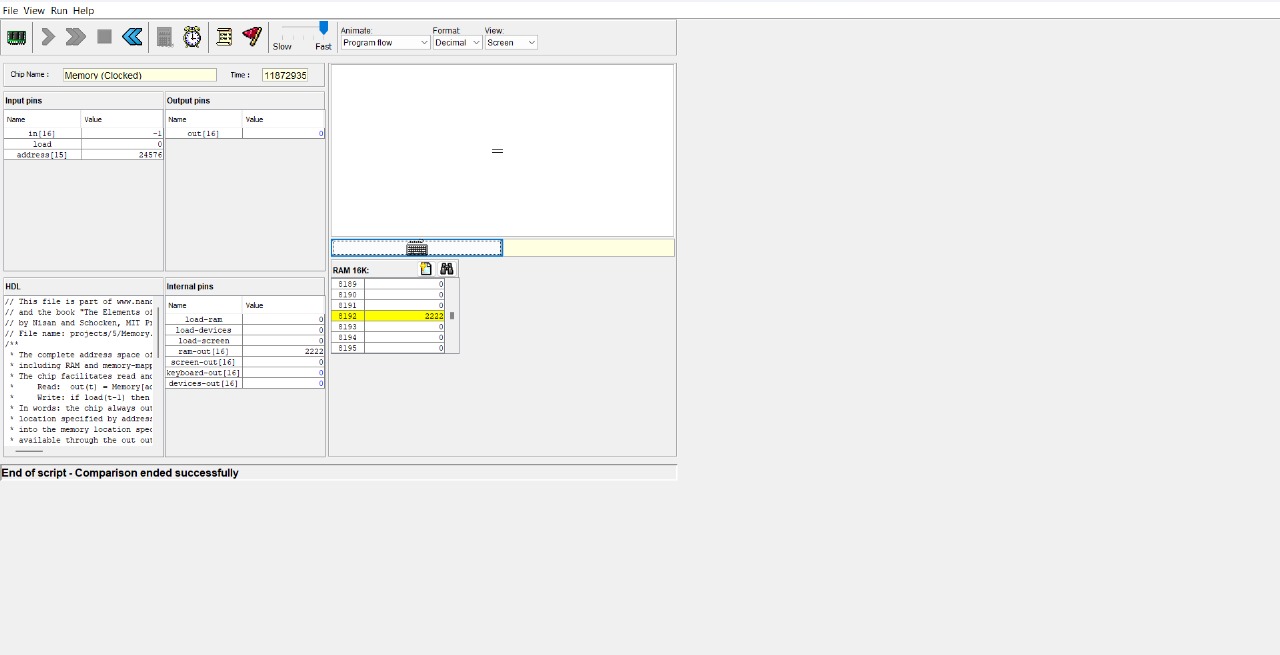 File View Run Help
Slow Fast
Animate: Format: View:
Program flow Decimal Screen
Chip Name : Memory (Clocked) Time : 11872935
Input pins
Name Value
in[16] -1
load 0
address[15] 24576
Output pins
Name Value
out[16] 0
HDL
// This file is part of www.nand
// and the book "The Elements of
// by Nisan and Schocken, MIT Pr
// File name: projects/5/Memory.
/**
* The complete address space of
* including RAM and memory-mapp
* The chip facilitates read and
* Read: out(t) = Memory[ad
* Write: if load(t-1) then
* In words: the chip always out
* location specified by address
* into the memory location spec
* available through the out out
Internal pins
Name Value
load-ram 0
load-devices 0
load-screen 0
ram-out[16] 2222
screen-out[16] 0
keyboard-out[16] 0
devices-out[16] 0
RAM 16K:
8189 0
8190 0
8191 0
8192 2222
8193 0
8194 0
8195 0
End of script - Comparison ended successfully